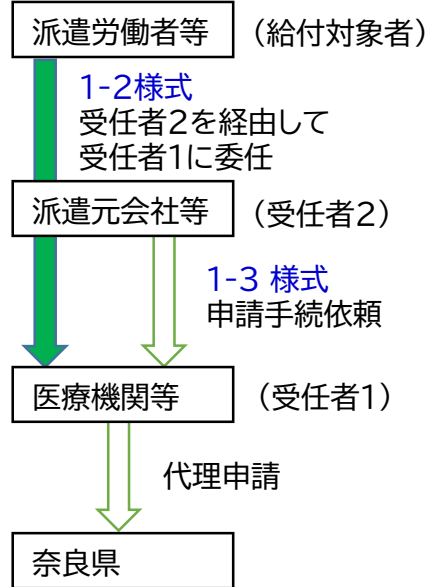 派遣労働者等 （給付対象者）
1-2様式
受任者2を経由して
受任者1に委任
派遣元会社等 （受任者2）
1-3 様式
申請手続依頼
医療機関等 （受任者1）
代理申請
奈良県